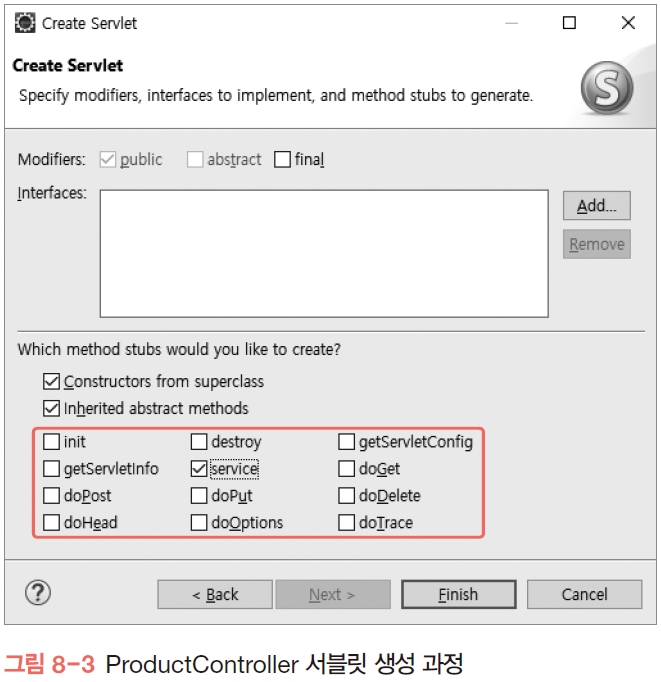 Create Servlet
Create Servlet
Specify modifiers, interfaces to implement, and method stubs to generate.
S
Modifiers: public abstract final
Interfaces:
Add...
Remove
Which method stubs would you like to create?
Constructors from superclass
Inherited abstract methods
init destroy getServletConfig
getServletInfo service doGet
doPost doPut doDelete
doHead doOptions doTrace
? < Back Next > Finish Cancel
그림 8-3 ProductController 서블릿 생성 과정